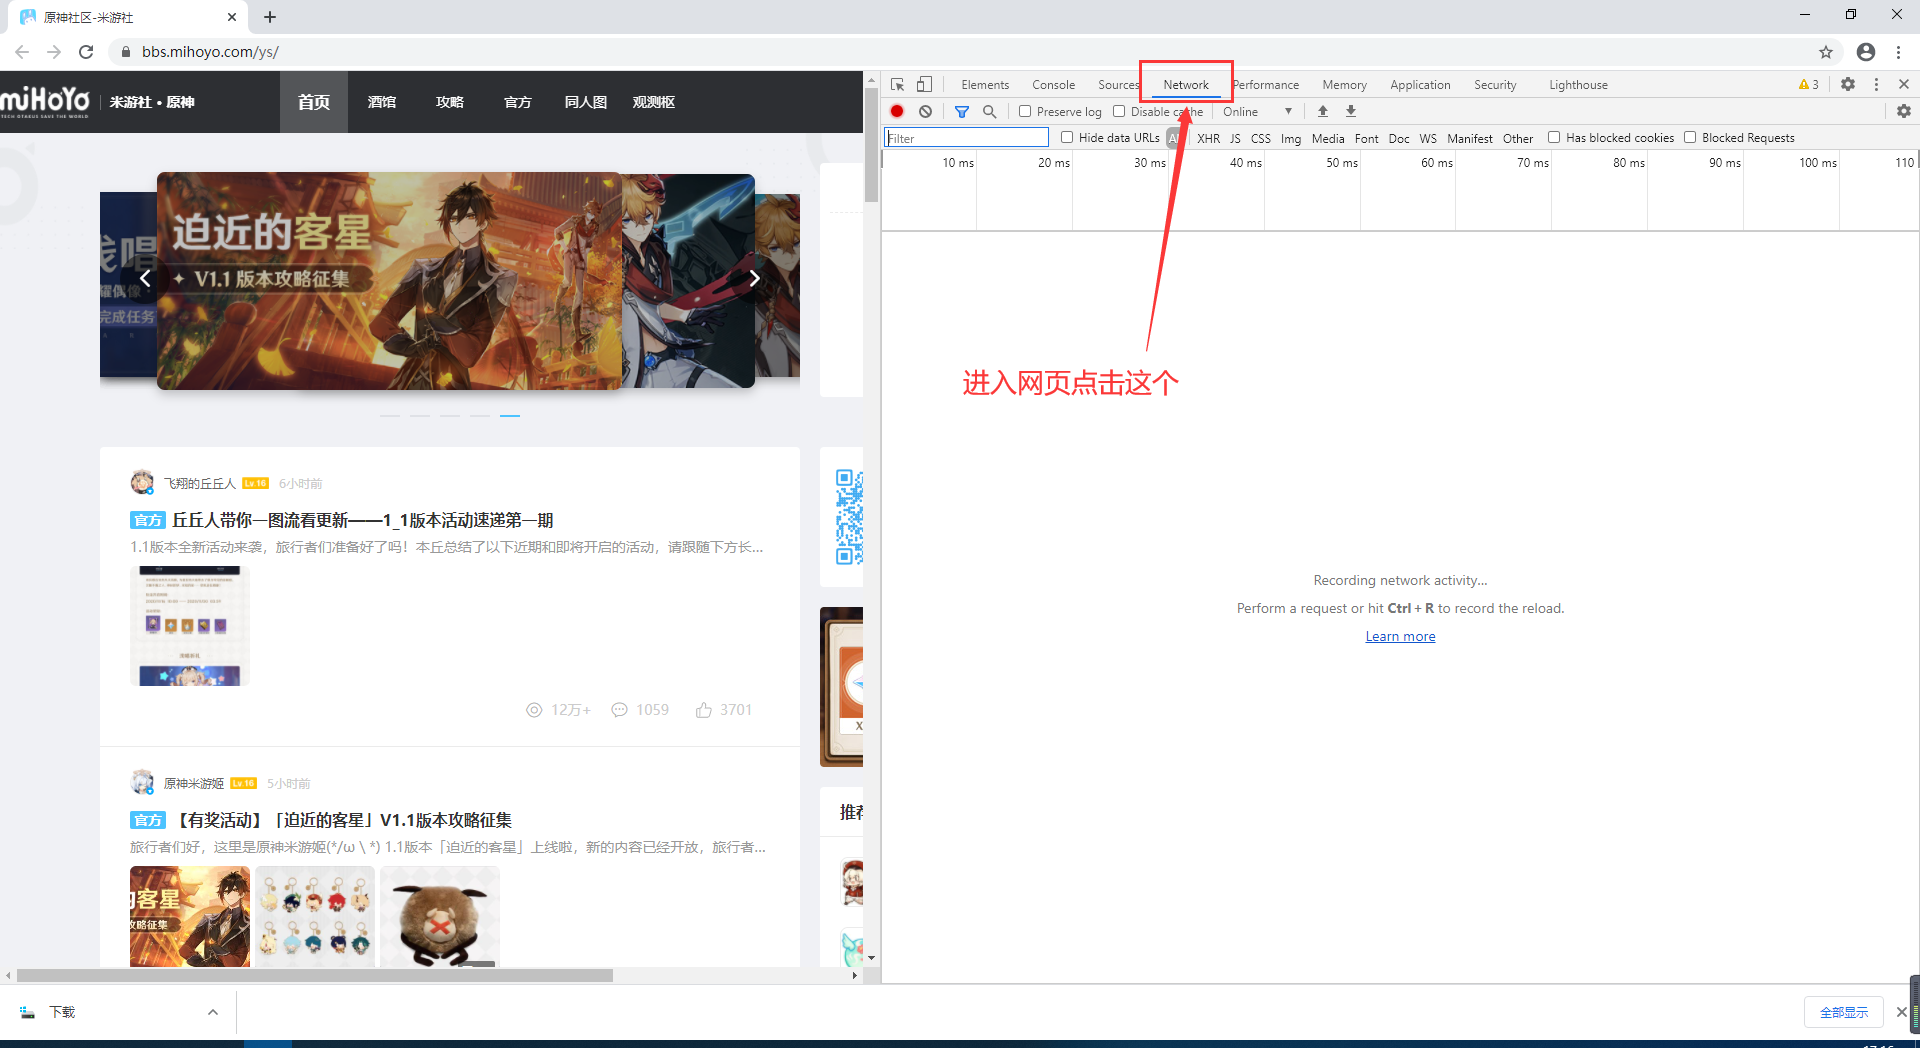 原神社区-米游社
bbs.mihoyo.com/ys/
miHoYo
TECH OTAKUS SAVE THE WORLD
米游社 • 原神
首页 酒馆 攻略 官方 同人图 观测枢
Elements Console Sources Network Performance Memory Application Security Lighthouse 3
Preserve log Disable cache Online
Filter Hide data URLs All XHR JS CSS Img Media Font Doc WS Manifest Other Has blocked cookies Blocked Requests
10 ms 20 ms 30 ms 40 ms 50 ms 60 ms 70 ms 80 ms 90 ms 100 ms 110
浅唱
迫近的客星
V1.1 版本攻略征集
耀偶像
完成任务
进入网页点击这个
飞翔的丘丘人 Lv 16 6小时前
官方 丘丘人带你一图流看更新——1_1版本活动速递第一期
1.1版本全新活动来袭，旅行者们准备好了吗！本丘总结了以下近期和即将开启的活动，请跟随下方长...
Recording network activity...
Perform a request or hit Ctrl + R to record the reload.
Learn more
12万+ 1059 3701
X
原神米游姬 Lv 16 5小时前
官方 【有奖活动】「迫近的客星」V1.1版本攻略征集
旅行者们好，这里是原神米游姬(*/ω \ *) 1.1版本「迫近的客星」上线啦，新的内容已经开放，旅行者...
推荐
的客星
攻略征集
下载
全部显示